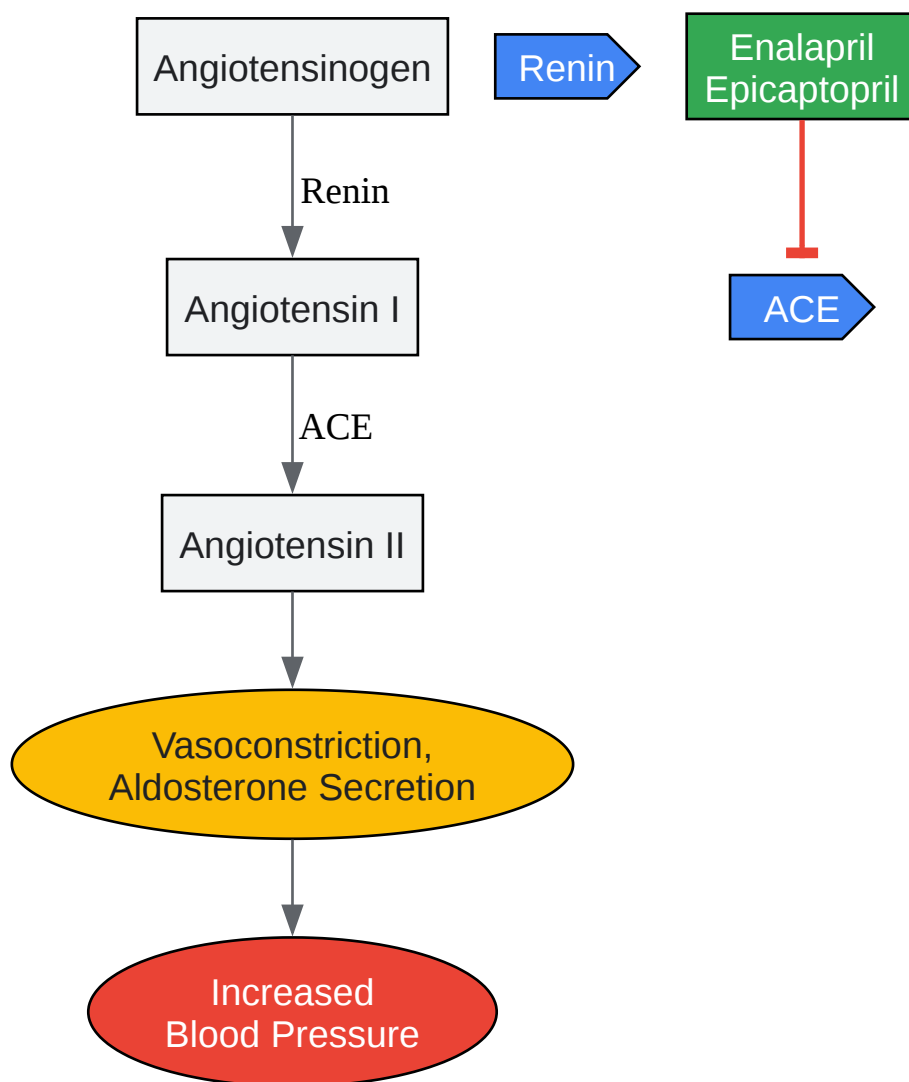 Angiotensinogen
Renin
Enalapril
Epicaptopril
Renin
Angiotensin I
ACE
ACE
Angiotensin II
Vasoconstriction,
Aldosterone Secretion
Increased
Blood Pressure